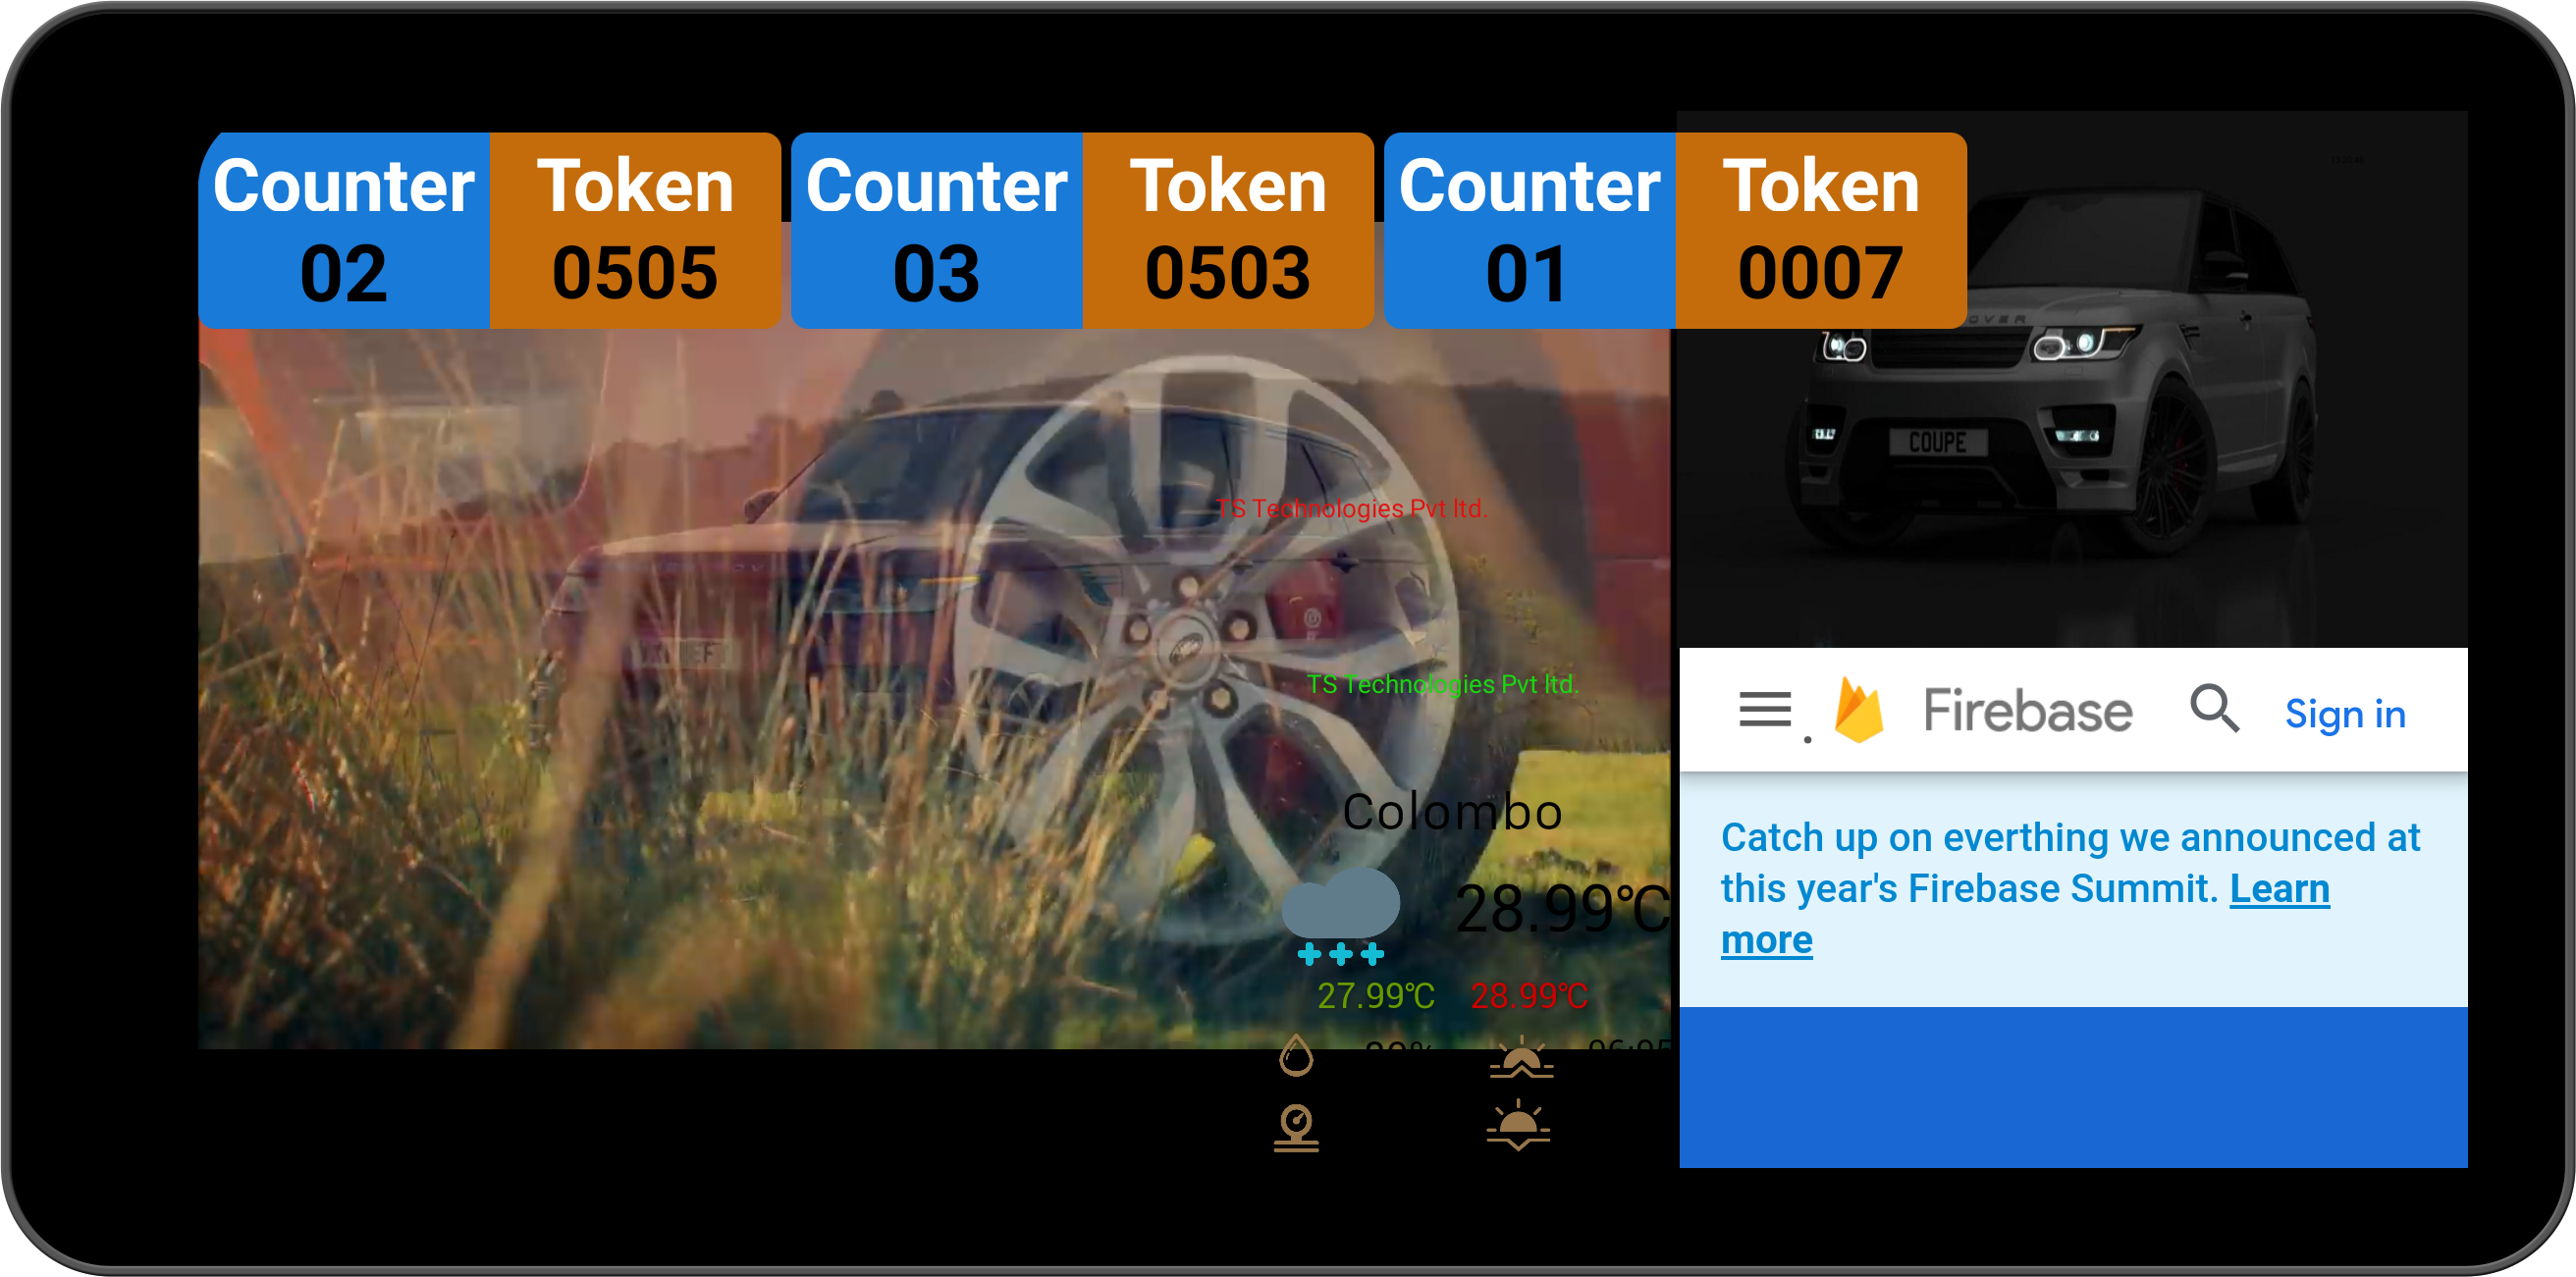 Counter
02
Token
0505
Counter
03
Token
0503
Counter
01
Token
0007
OVER
COUPE
TS Technologies Pvt ltd.
TS Technologies Pvt ltd.
Colombo
28.99°C
27.99°C 28.99°C
Firebase
Sign in
Catch up on everthing we announced at
this year's Firebase Summit. Learn
more